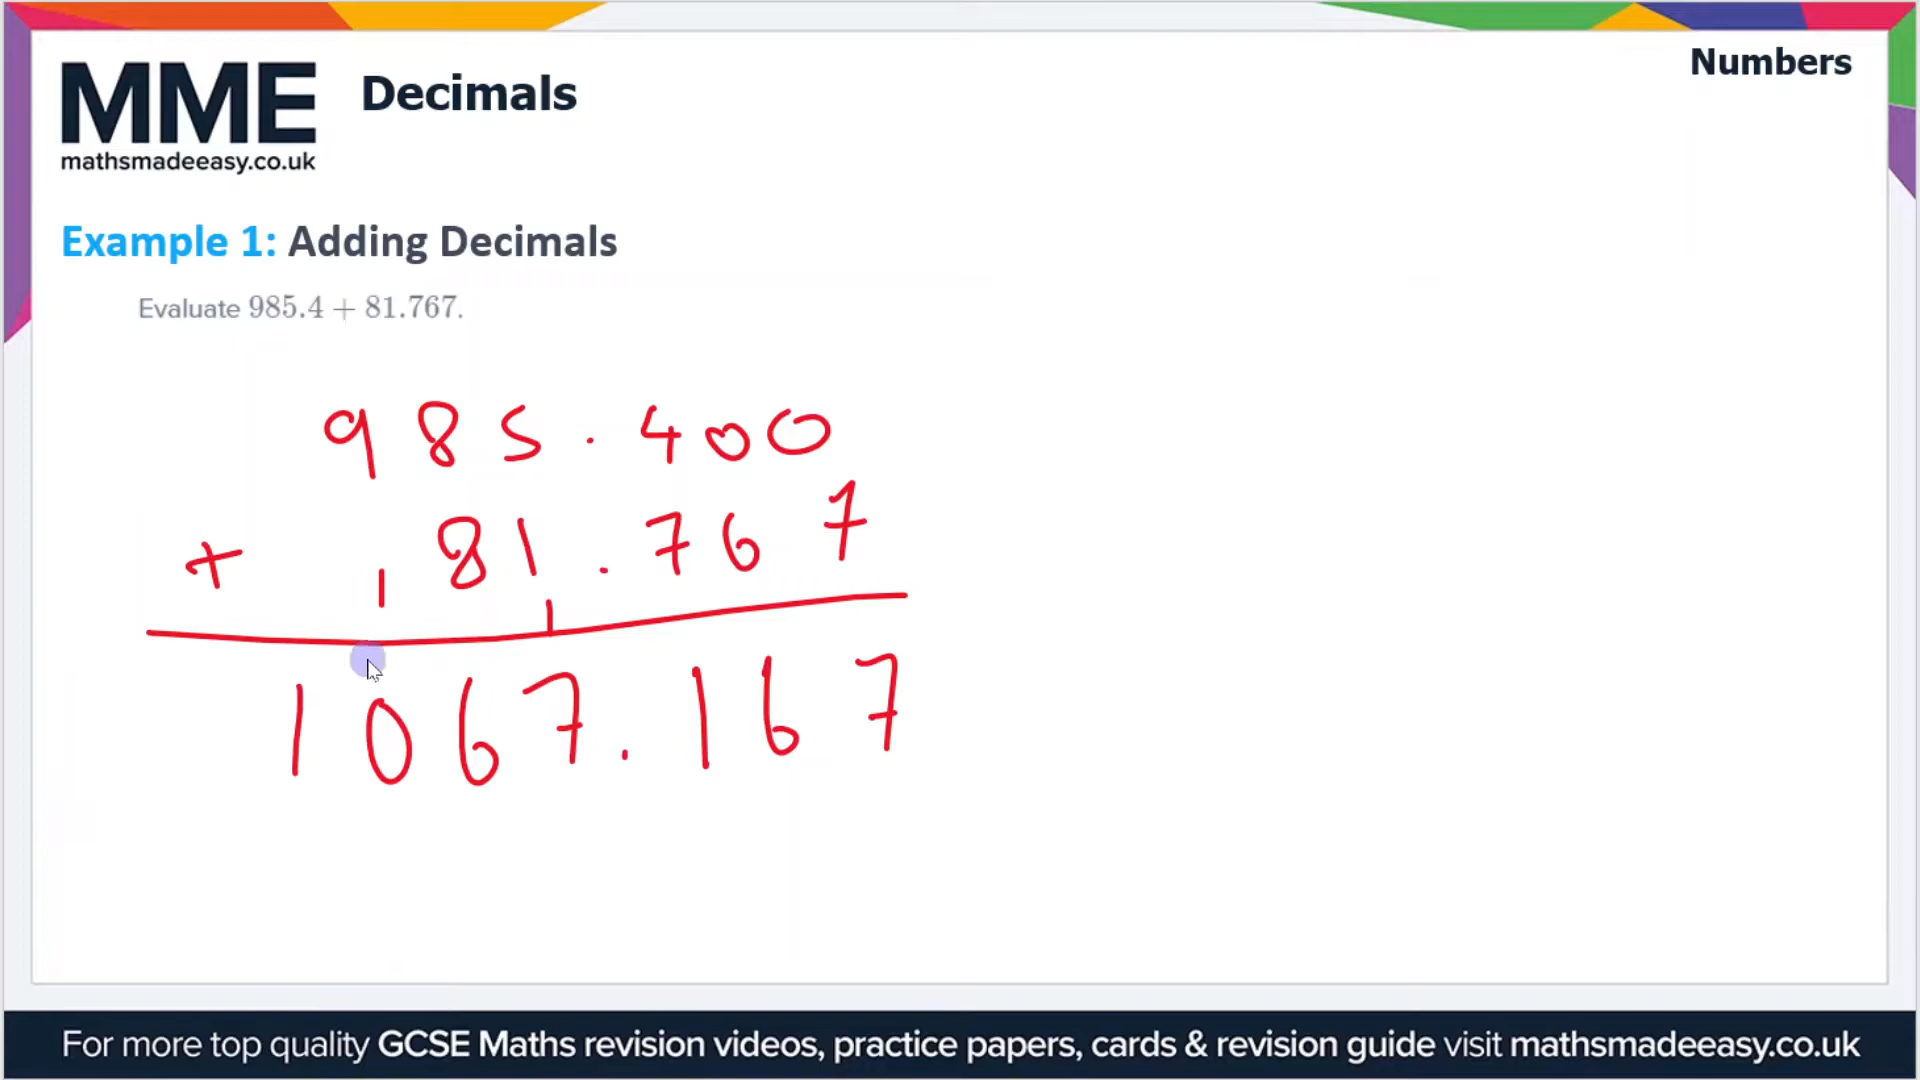 MME
mathsmadeeasy.co.uk
Decimals
Numbers
Example 1: Adding Decimals
Evaluate 985.4 + 81.767.
985.400
+ 81.767
1 1
1067.167
For more top quality GCSE Maths revision videos, practice papers, cards & revision guide visit mathsmadeeasy.co.uk